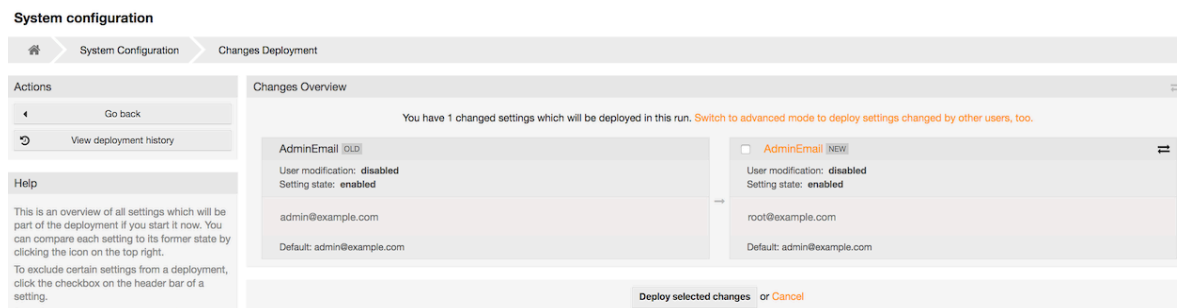 System configuration
System Configuration
Changes Deployment
Actions
Go back
View deployment history
Help
This is an overview of all settings which will be
part of the deployment if you start it now. You
can compare each setting to its former state by
clicking the icon on the top right.
To exclude certain settings from a deployment,
click the checkbox on the header bar of a
setting.
Changes Overview
You have 1 changed settings which will be deployed in this run. Switch to advanced mode to deploy settings changed by other users, too.
AdminEmail OLD
User modification: disabled
Setting state: enabled
admin@example.com
Default: admin@example.com
AdminEmail NEW
User modification: disabled
Setting state: enabled
root@example.com
Default: admin@example.com
Deploy selected changes or Cancel